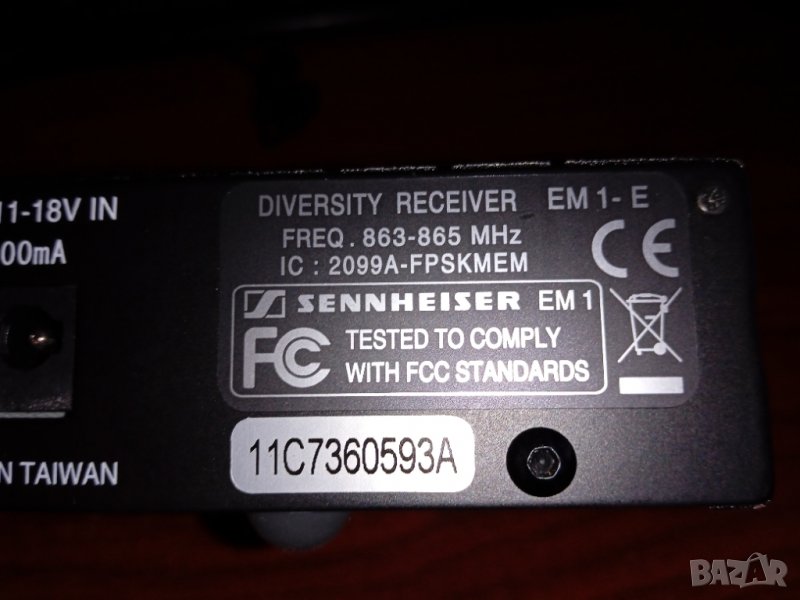 11-18V IN
00mA
DIVERSITY RECEIVER EM 1- E
FREQ . 863-865 MHz
IC : 2099A-FPSKMEM
CE
SENNHEISER EM 1
FC TESTED TO COMPLY
WITH FCC STANDARDS
11C7360593A
N TAIWAN
BAZAR